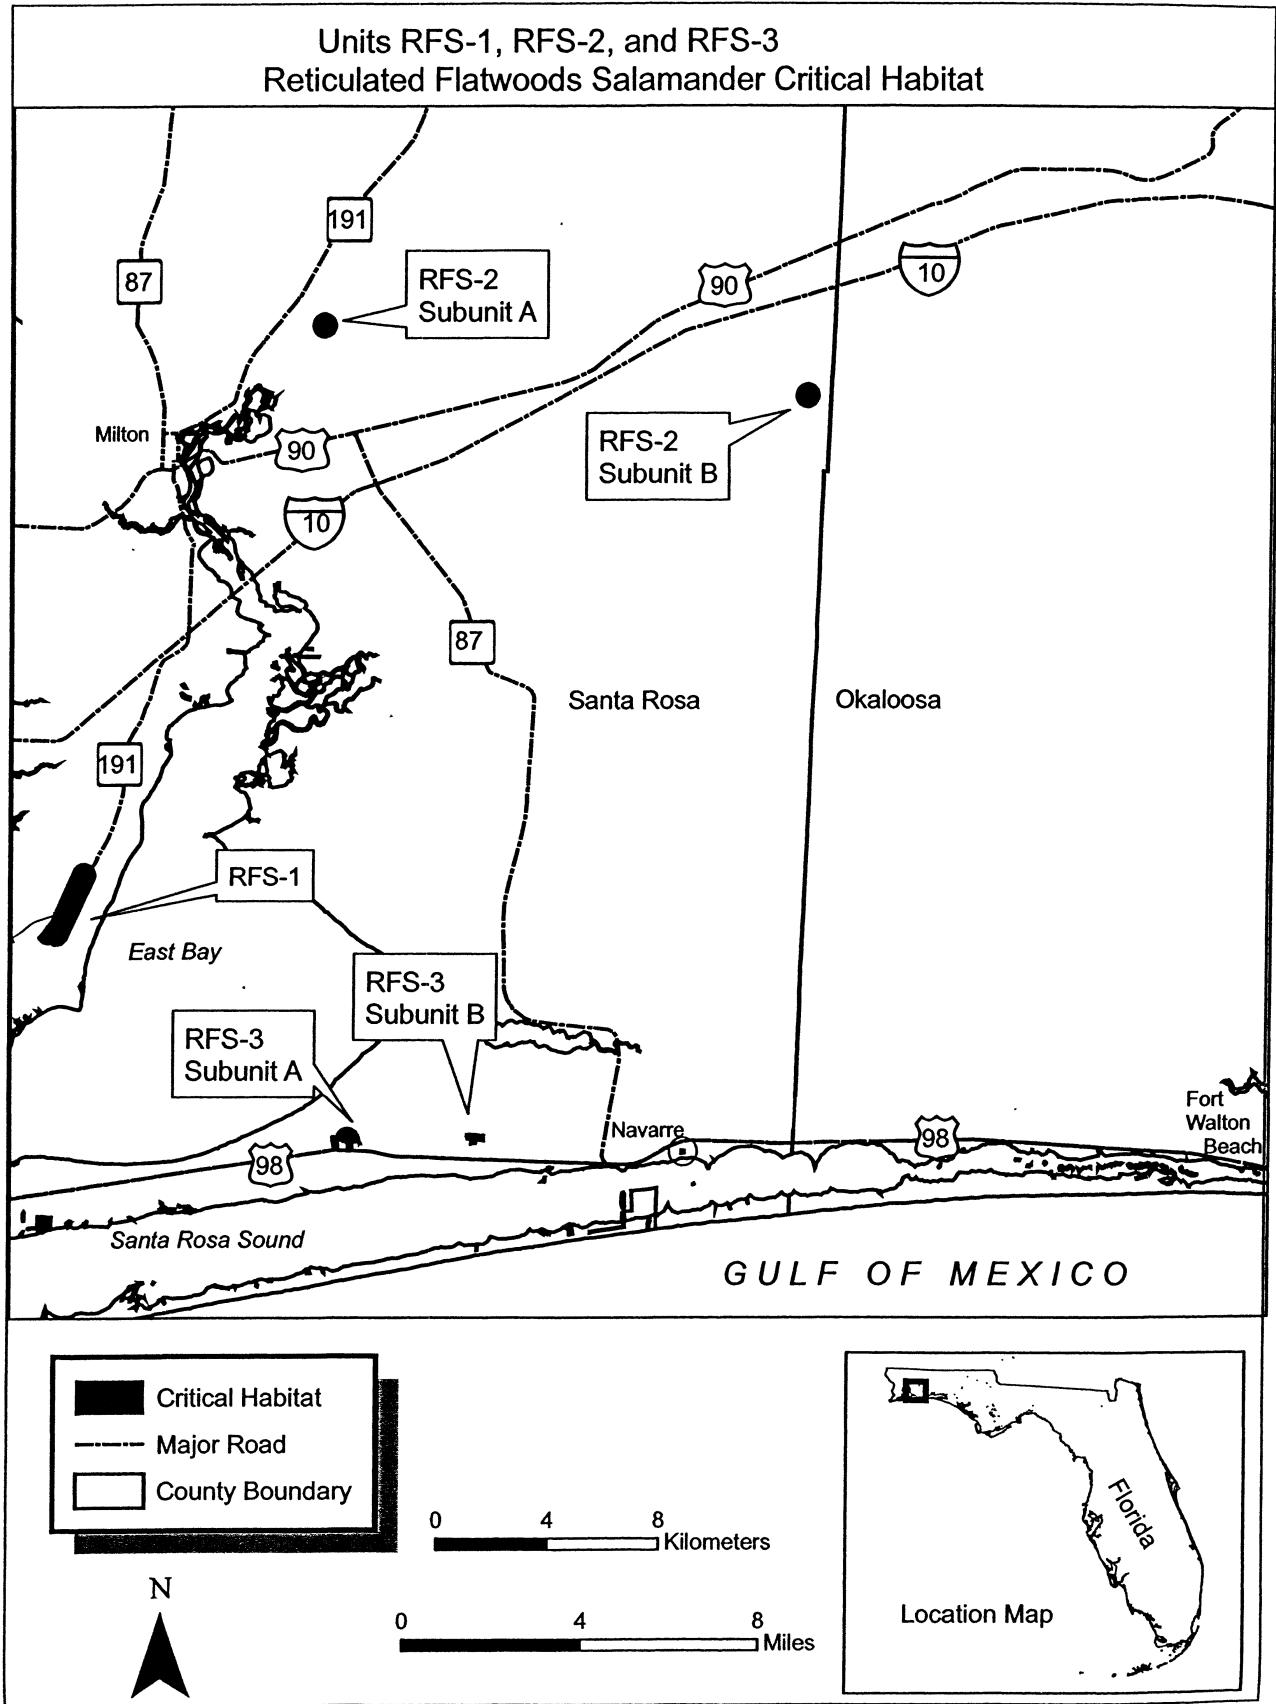 Units RFS-1, RFS-2, and RFS-3
Reticulated Flatwoods Salamander Critical Habitat
191
87
RFS-2
Subunit A
90
10
RFS-2
Subunit B
Milton
90
10
87
Santa Rosa
Okaloosa
191
RFS-1
East Bay
RFS-3
Subunit B
RFS-3
Subunit A
Fort
Walton
Beach
Navarre
98
98
Santa Rosa Sound
GULF OF MEXICO
Critical Habitat
Major Road
County Boundary
0 4 8
Kilometers
N
0 4 8
Miles
Florida
Location Map